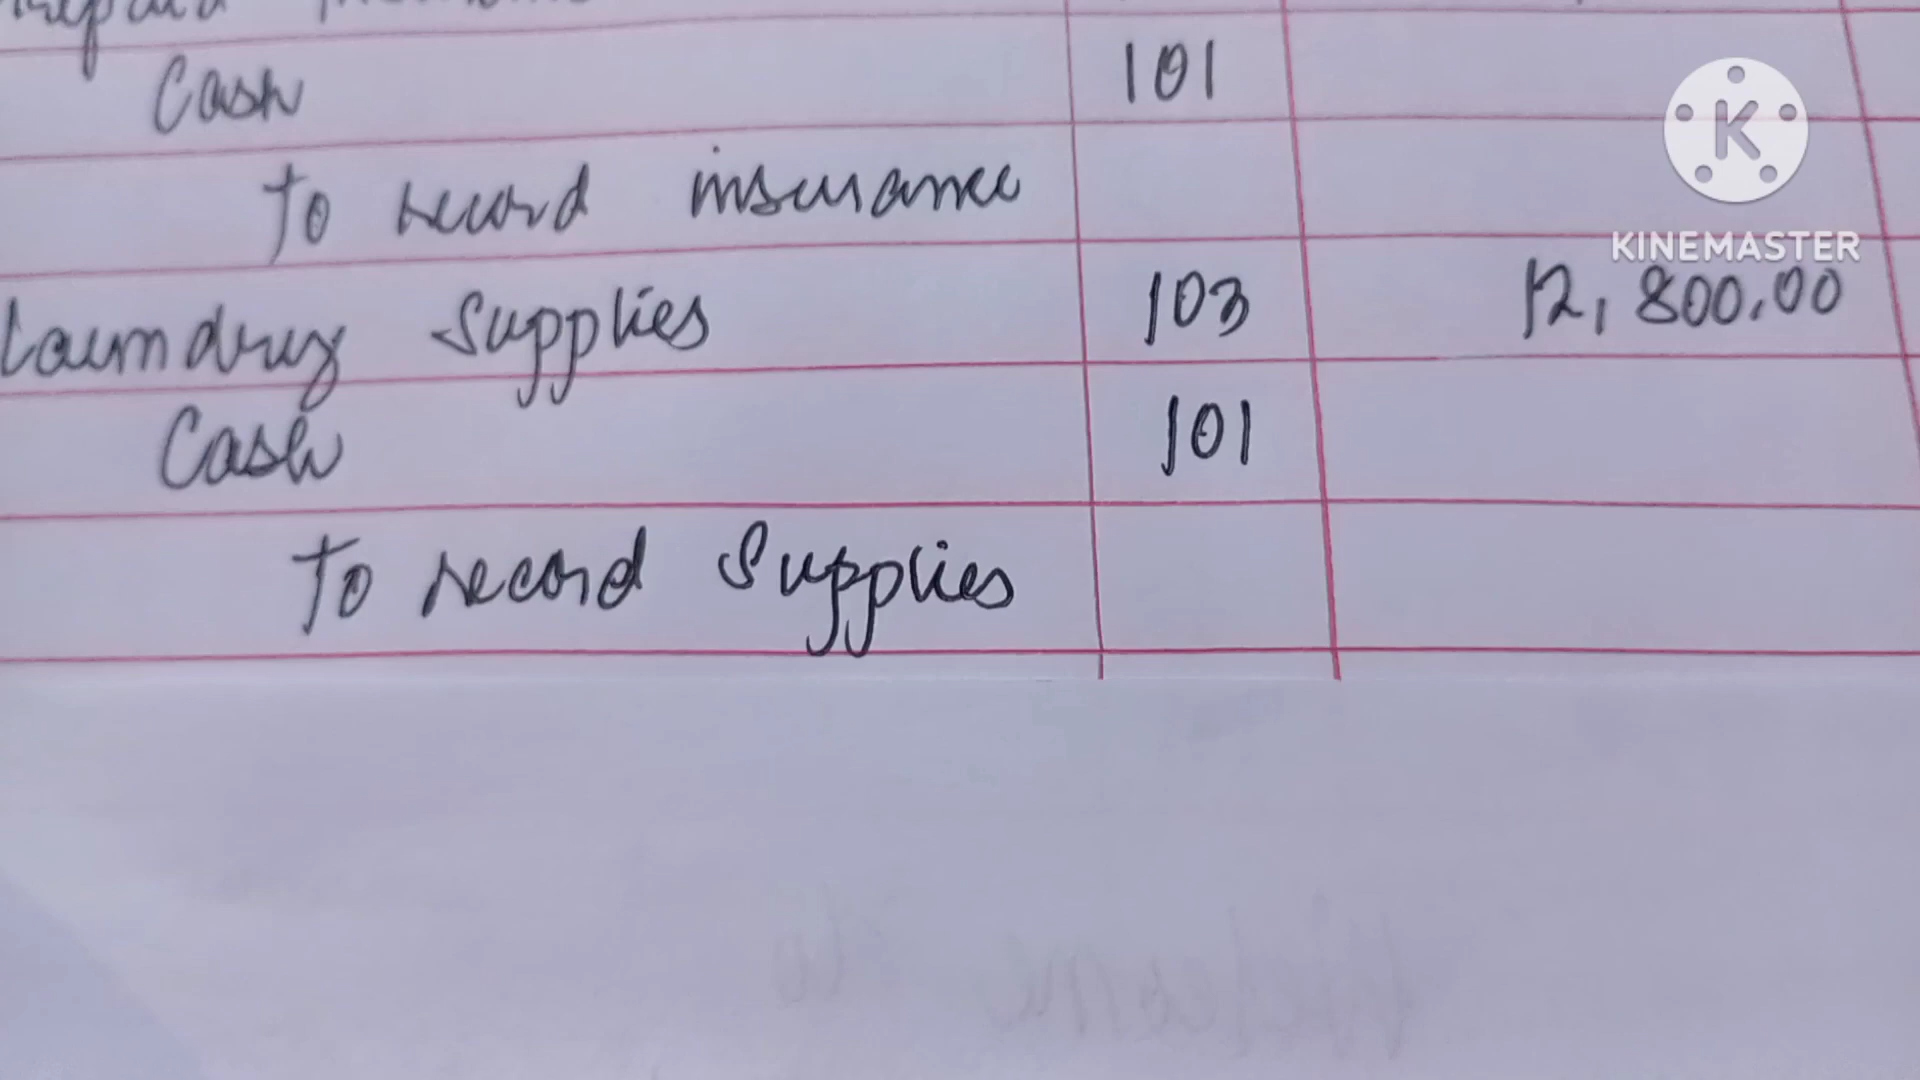 Cash 101
To record insurance
Laundry Supplies 103 12,800.00
Cash 101
To record Supplies
K
KINEMASTER